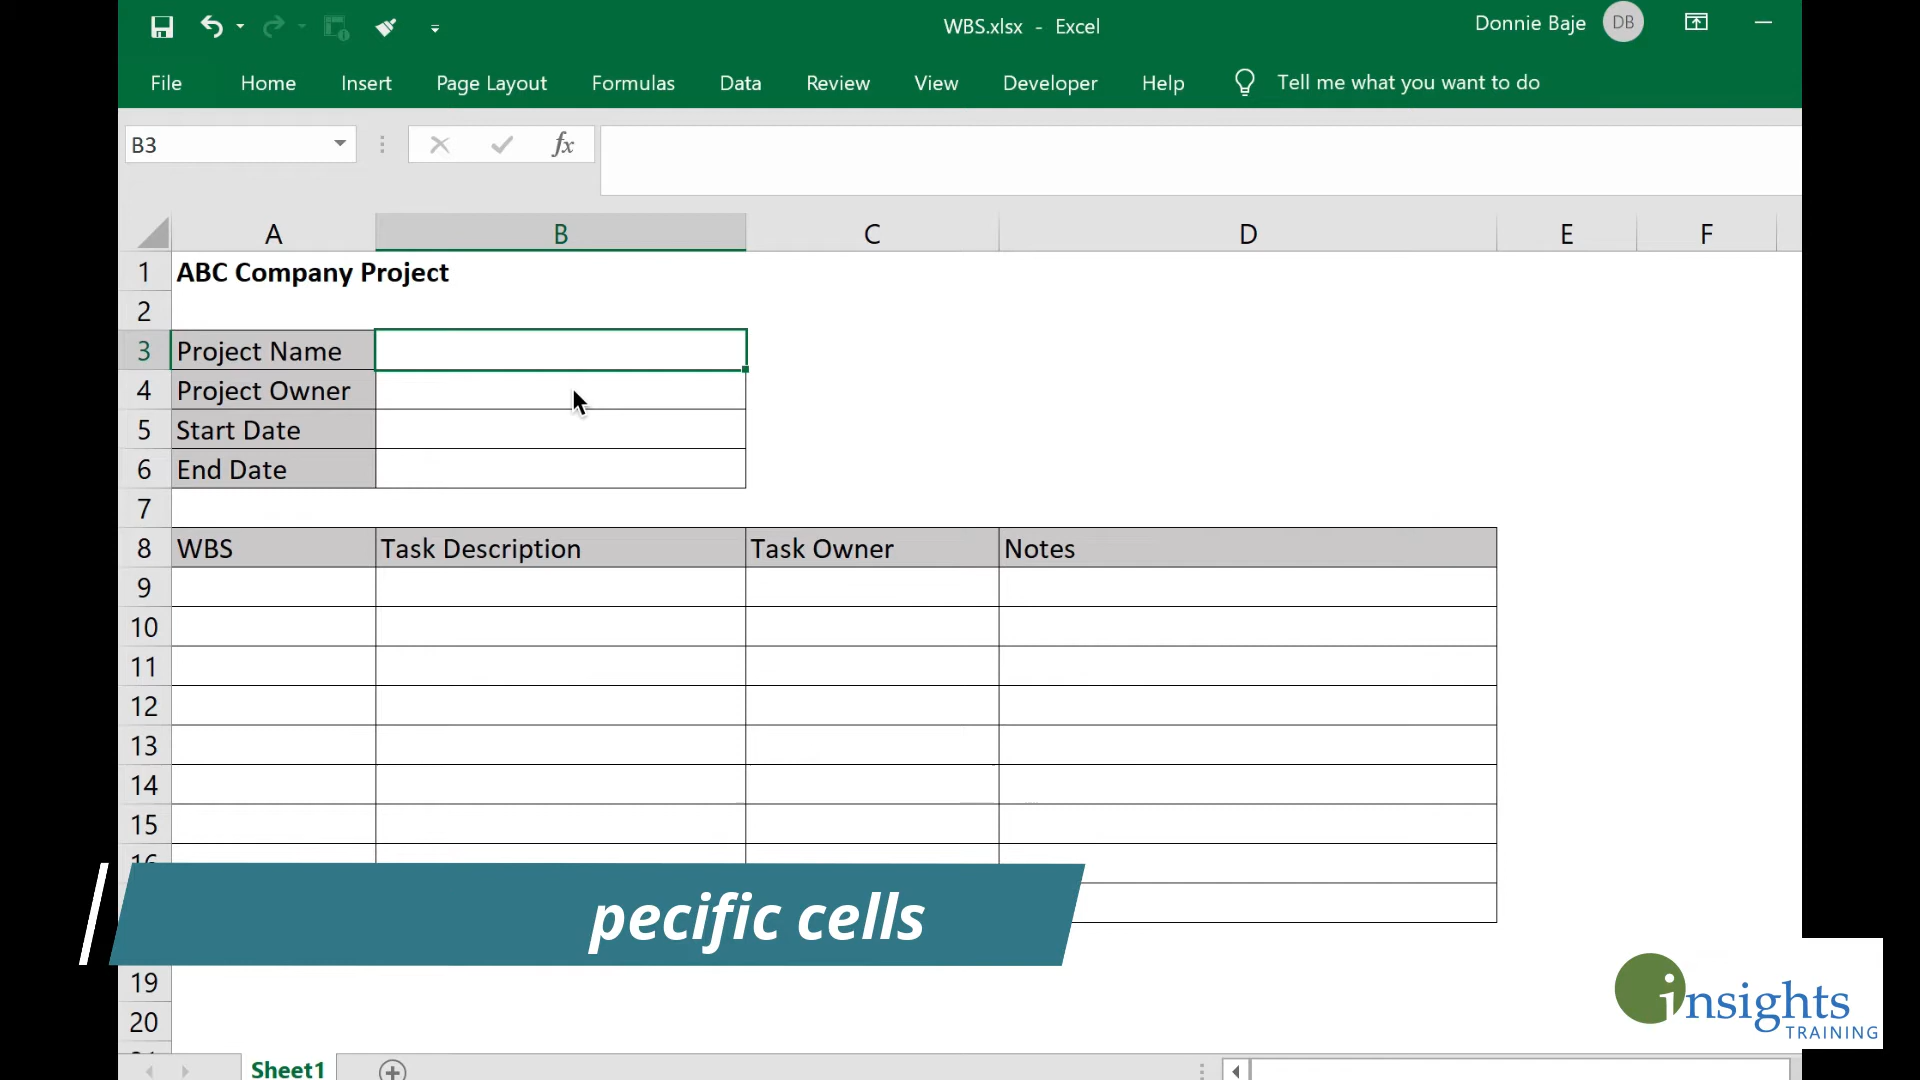 WBS.xlsx - Excel
Donnie Baje DB
File Home Insert Page Layout Formulas Data Review View Developer Help Tell me what you want to do
B3 fx
A B C D E F
1 ABC Company Project
2
3 Project Name
4 Project Owner
5 Start Date
6 End Date
7
8 WBS Task Description Task Owner Notes
9
10
11
12
13
14
15
16
pecific cells
19
20
insights
TRAINING
Sheet1